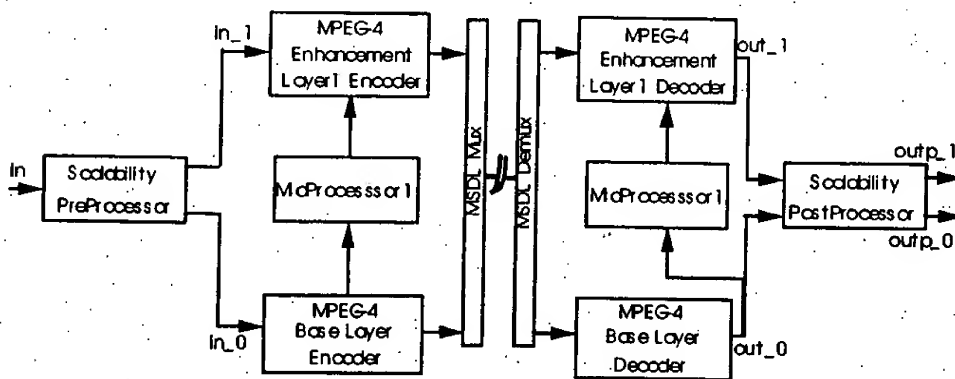 In
Scalability
PreProcessor
In_1
In_0
MPEG-4
Enhancement
Layer1 Encoder
MidProcesssor1
MPEG-4
Base Layer
Encoder
MSDL Mux
MSDL Demux
MPEG-4
Enhancement
Layer1 Decoder
MidProcesssor1
MPEG-4
Base Layer
Decoder
out_1
out_0
Scalability
PostProcessor
outp_1
outp_0